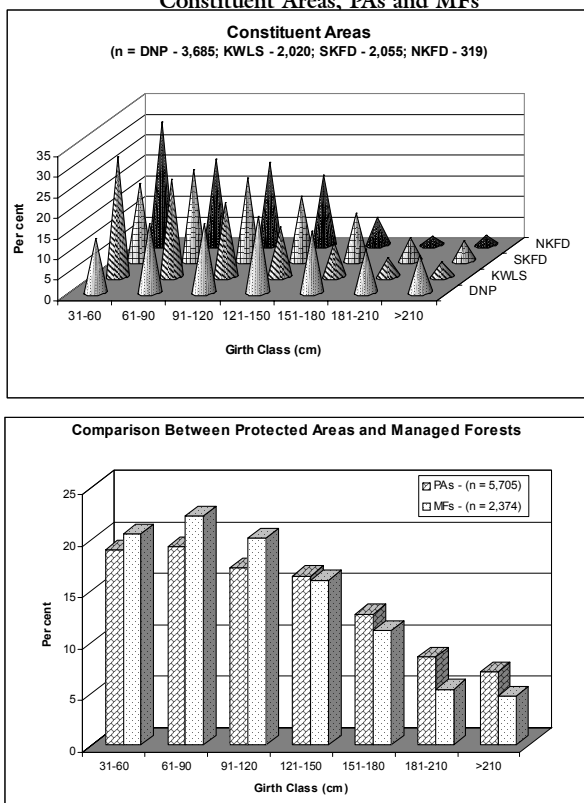 Constituent Areas, PAs and MFs
Constituent Areas
(n = DNP - 3,685; KWLS - 2,020; SKFD - 2,055; NKFD - 319)
35
30
25
20
15
10
5
0
Per cent
31-60 61-90 91-120 121-150 151-180 181-210 >210
NKFD
SKFD
KWLS
DNP
Girth Class (cm)
Comparison Between Protected Areas and Managed Forests
PAs - (n = 5,705)
MFs - (n = 2,374)
25
20
15
10
5
0
Per cent
31-60 61-90 91-120 121-150 151-180 181-210 >210
Girth Class (cm)